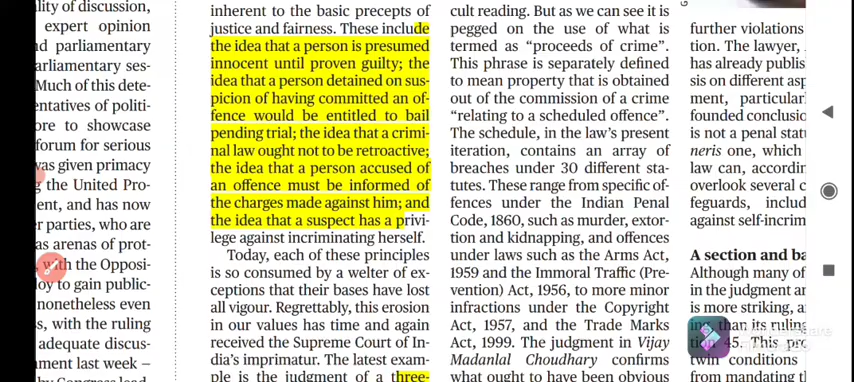 ality of discussion,
expert opinion
nd parliamentary
arliamentary ses-
Much of this dete-
entatives of politi-
ore to showcase
forum for serious
was given primacy
g the United Pro-
ent, and has now
r parties, who are
as arenas of prot-
, with the Opposi-
loy to gain public-
nonetheless even
ss, with the ruling
adequate discus-
ament last week –
by Congress lead-
inherent to the basic precepts of
justice and fairness. These include
the idea that a person is presumed
innocent until proven guilty; the
idea that a person detained on sus-
picion of having committed an of-
fence would be entitled to bail
pending trial; the idea that a crimi-
nal law ought not to be retroactive;
the idea that a person accused of
an offence must be informed of
the charges made against him; and
the idea that a suspect has a privi-
lege against incriminating herself.
Today, each of these principles
is so consumed by a welter of ex-
ceptions that their bases have lost
all vigour. Regrettably, this erosion
in our values has time and again
received the Supreme Court of In-
dia's imprimatur. The latest exam-
ple is the judgment of a three-
cult reading. But as we can see it is
pegged on the use of what is
termed as “proceeds of crime”.
This phrase is separately defined
to mean property that is obtained
out of the commission of a crime
“relating to a scheduled offence”.
The schedule, in the law's present
iteration, contains an array of
breaches under 30 different sta-
tutes. These range from specific of-
fences under the Indian Penal
Code, 1860, such as murder, extor-
tion and kidnapping, and offences
under laws such as the Arms Act,
1959 and the Immoral Traffic (Pre-
vention) Act, 1956, to more minor
infractions under the Copyright
Act, 1957, and the Trade Marks
Act, 1999. The judgment in Vijay
Madanlal Choudhary confirms
what ought to have been obvious
further violations
tion. The lawyer,
has already publis
sis on different asp
ment, particular
founded conclusio
is not a penal stat
neris one, which
law can, accordin
overlook several c
feguards, includ
against self-incrim
A section and ba
Although many of
in the judgment ar
is more striking, a
ing, than its ruling
tion 45. This pro
twin conditions
from mandating th